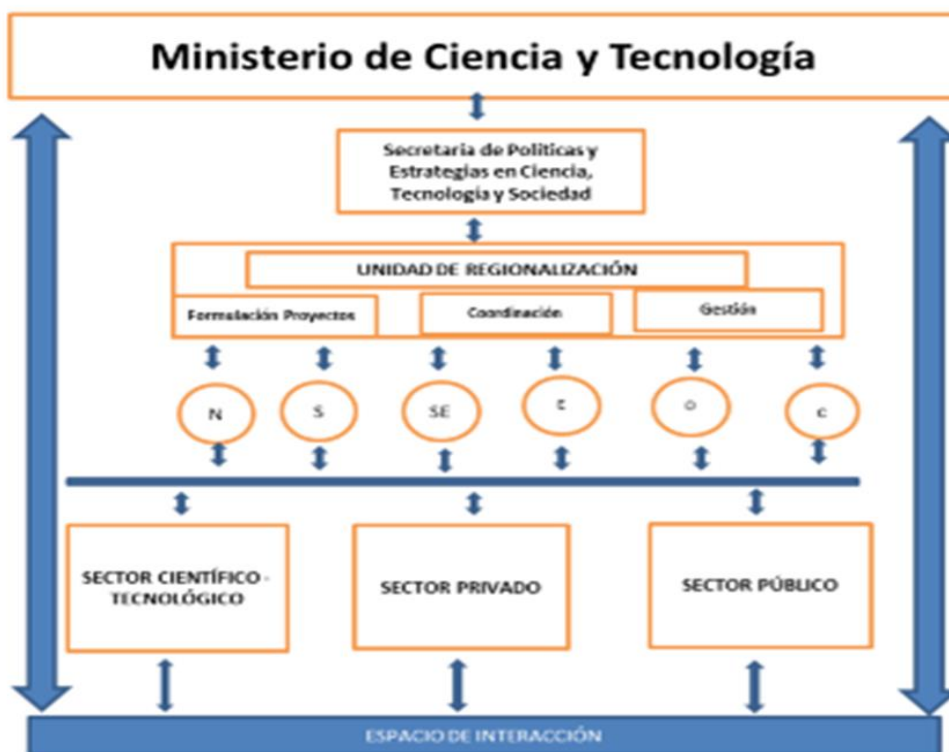 Ministerio de Ciencia y Tecnología
Secretaria de Políticas y
Estrategias en Ciencia,
Tecnología y Sociedad
UNIDAD DE REGIONALIZACIÓN
Formulación Proyectos
Coordinación
Gestión
N
S
SE
O
SECTOR CIENTÍFICO -
TECNOLÓGICO
SECTOR PRIVADO
SECTOR PÚBLICO
ESPACIO DE INTERACCIÓN